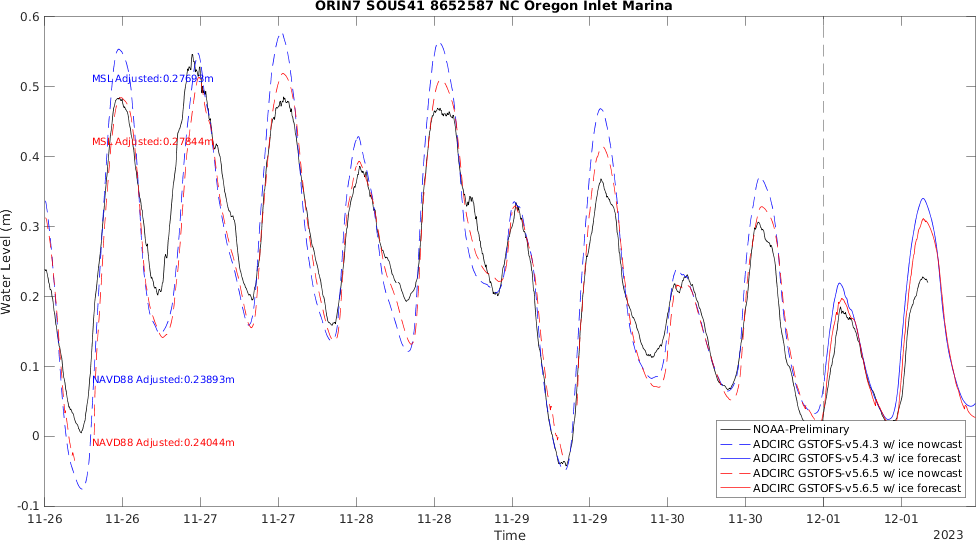 ORIN7 SOUS41 8652587 NC Oregon Inlet Marina
0.6
0.5
0.4
0.3
0.2
0.1
0
-0.1
Water Level (m)
MSL Adjusted:0.27693m
MSL Adjusted:0.27844m
NAVD88 Adjusted:0.23893m
NAVD88 Adjusted:0.24044m
NOAA-Preliminary
ADCIRC GSTOFS-v5.4.3 w/ ice nowcast
ADCIRC GSTOFS-v5.4.3 w/ ice forecast
ADCIRC GSTOFS-v5.6.5 w/ ice nowcast
ADCIRC GSTOFS-v5.6.5 w/ ice forecast
11-26 11-26 11-27 11-27 11-28 11-28 11-29 11-29 11-30 11-30 12-01 12-01
Time
2023